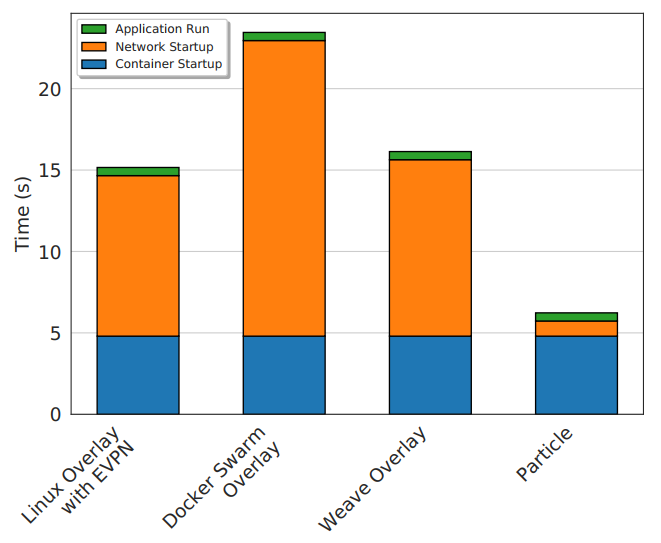 Application Run
Network Startup
Container Startup
Time (s)
20
15
10
5
0
Linux Overlay
with EVPN
Docker Swarm
Overlay
Weave Overlay
Particle